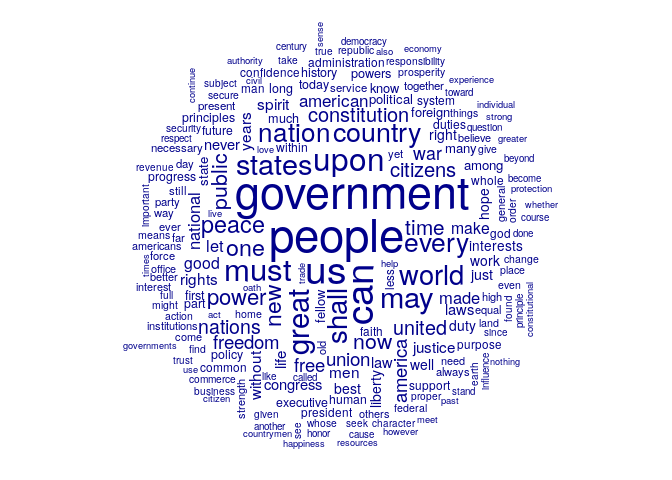 sense
century
democracy
true republic also economy
authority take administration responsibility
continue civil confidence history powers prosperity
subject man long today service know together experience
secure spirit american political system toward
present much constitution foreign things individual
principles years nation country duties strong
security future right believe question
respect never love within yet war many give greater
necessary public states upon citizens among beyond
revenue day state whole become
progress government hope general order protection
still national
important party live whether
way peace people every time make god done course
ever
means far let one interests
americans good must us can world work change
times force trade help less just place
office better rights
interest oath new great fellow shall may made high even
full first power laws equal found principle constitutional
might part act home
action nations faith united duty land since
institutions old now
come freedom justice purpose
governments find policy life free union law america well need earth influence nothing
trust common without like called men liberty always
use commerce congress best support stand
business strength human proper past
citizen executive president others federal
given
another see whose seek character meet
countrymen honor cause however
happiness resources